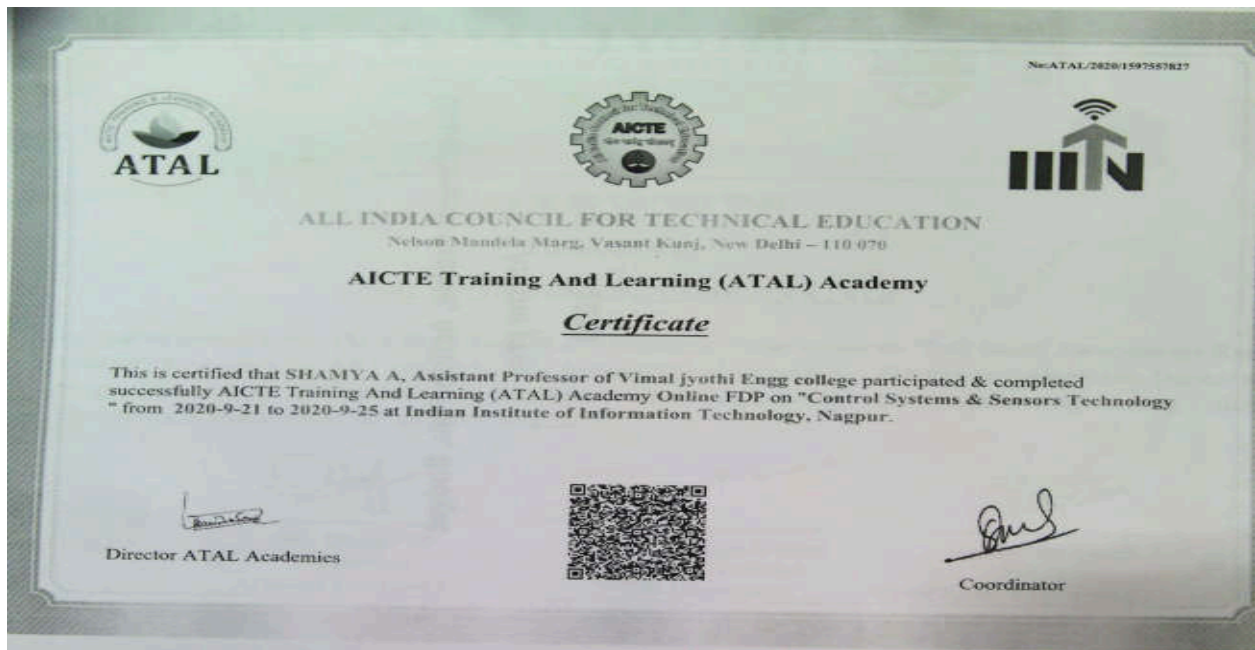 No:ATAL/2020/1597557827
ATAL
AICTE
IIITN
ALL INDIA COUNCIL FOR TECHNICAL EDUCATION
Nelson Mandela Marg, Vasant Kunj, New Delhi – 110 070
AICTE Training And Learning (ATAL) Academy
Certificate
This is certified that SHAMYA A, Assistant Professor of Vimal jyothi Engg college participated & completed
successfully AICTE Training And Learning (ATAL) Academy Online FDP on "Control Systems & Sensors Technology
" from 2020-9-21 to 2020-9-25 at Indian Institute of Information Technology, Nagpur.
Director ATAL Academics
Coordinator